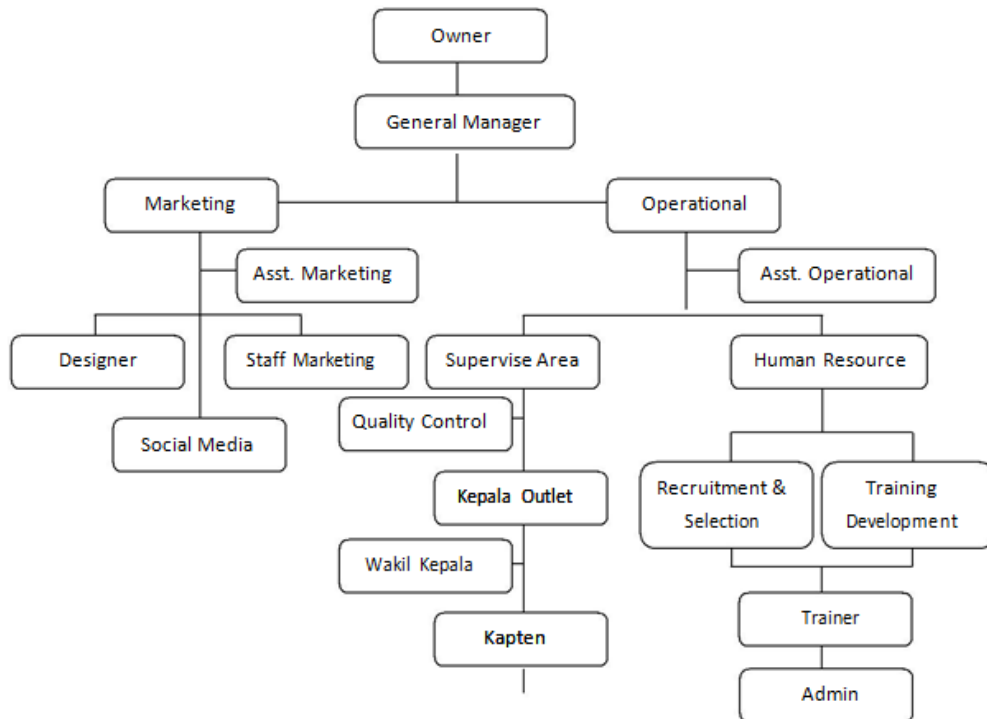 Owner
General Manager
Marketing
Operational
Asst. Marketing
Asst. Operational
Designer
Staff Marketing
Supervise Area
Human Resource
Quality Control
Social Media
Kepala Outlet
Recruitment &
Selection
Training
Development
Wakil Kepala
Trainer
Kapten
Admin